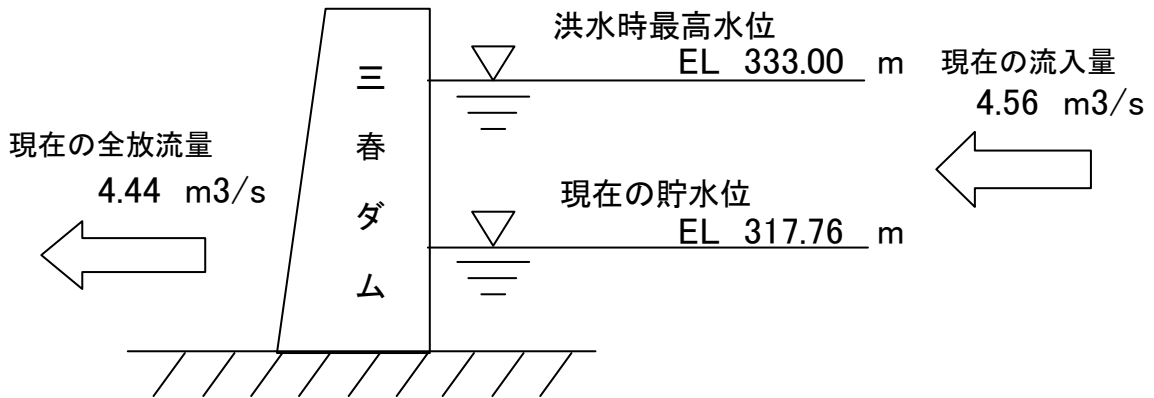 洪水時最高水位
EL 333.00 m
現在の流入量
4.56 m3/s
現在の全放流量
4.44 m3/s
三春ダム
現在の貯水位
EL 317.76 m